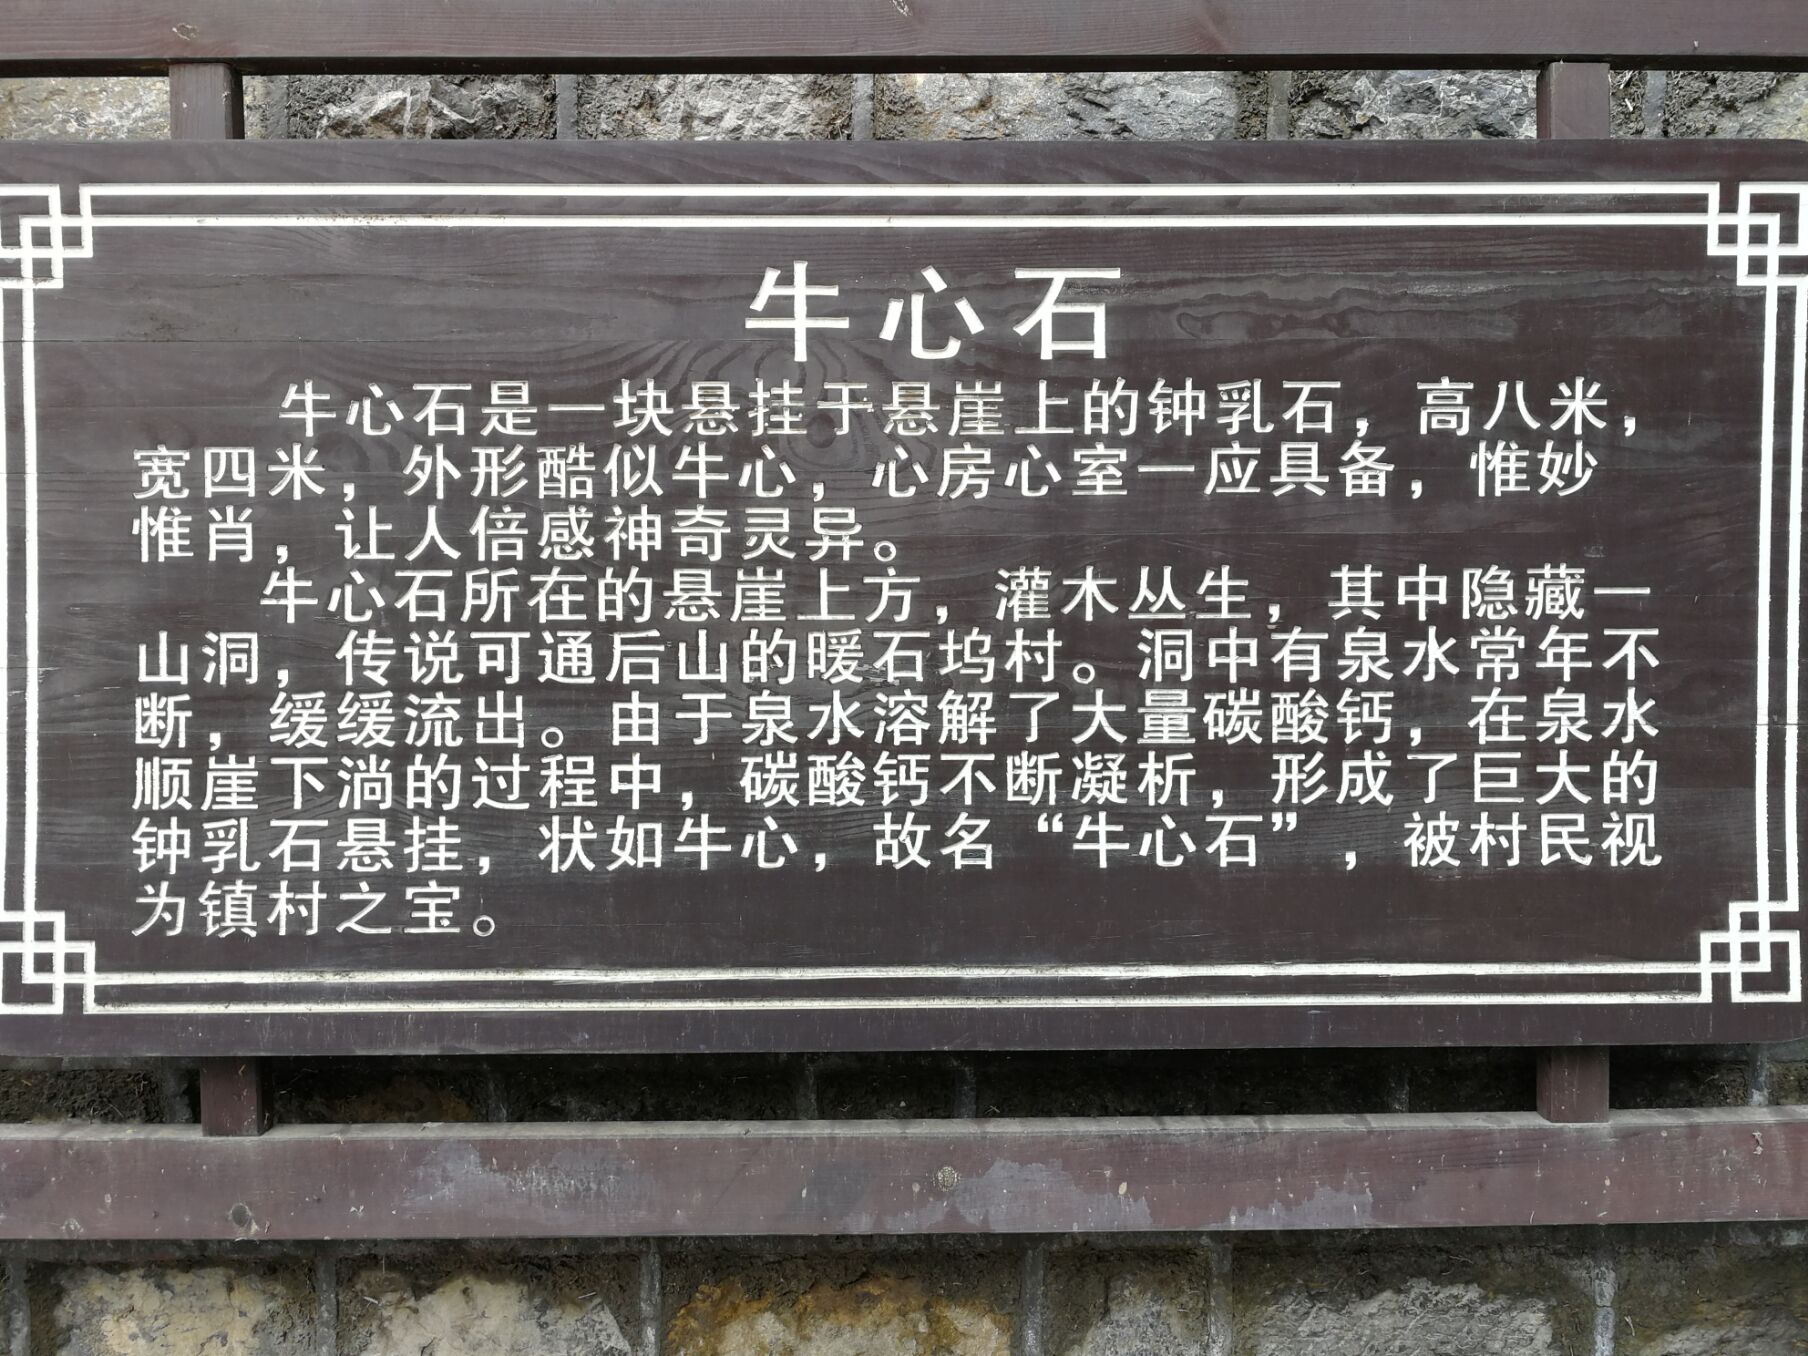 牛心石
牛心石是一块悬挂于悬崖上的钟乳石，高八米，
宽四米，外形酷似牛心，心房心室一应具备，惟妙
惟肖，让人倍感神奇灵异。
牛心石所在的悬崖上方，灌木丛生，其中隐藏一
山洞，传说可通后山的暖石坞村。洞中有泉水常年不
断，缓缓流出。由于泉水溶解了大量碳酸钙，在泉水
顺崖下淌的过程中，碳酸钙不断凝析，形成了巨大的
钟乳石悬挂，状如牛心，故名“牛心石”，被村民视
为镇村之宝。